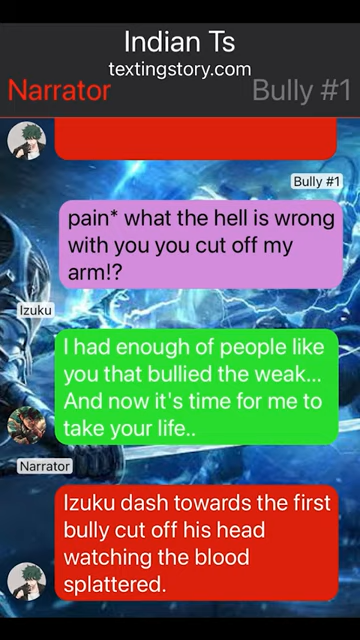 Indian Ts
textingstory.com
Narrator
Bully #1
Bully #1
pain* what the hell is wrong
with you you cut off my
arm!?
Izuku
I had enough of people like
you that bullied the weak...
And now it's time for me to
take your life..
Narrator
Izuku dash towards the first
bully cut off his head
watching the blood
splattered.